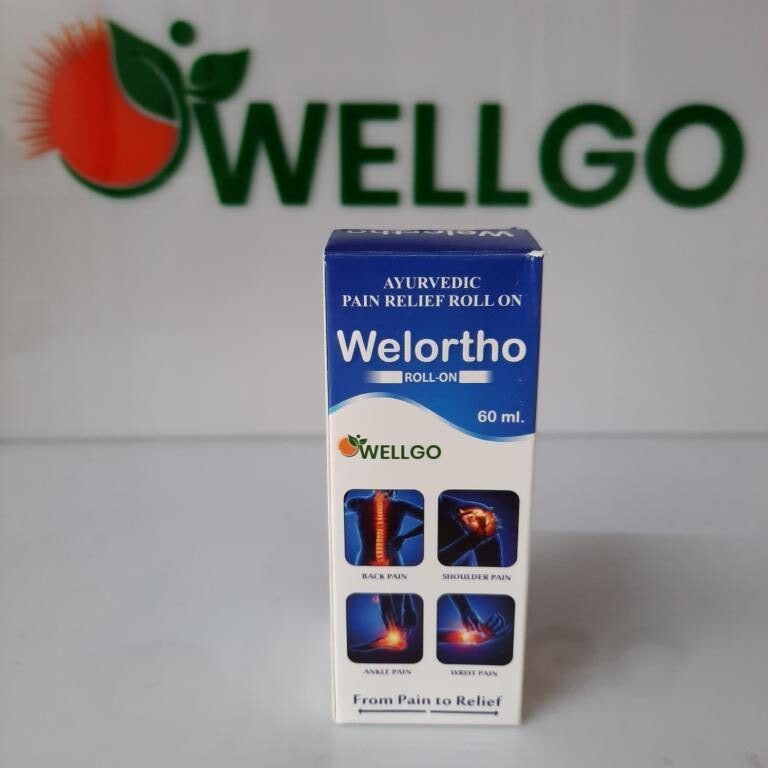 WELLGO
Welortho
AYURVEDIC
PAIN RELIEF ROLL ON
Welortho
ROLL-ON
60 ml.
WELLGO
BACK PAIN
SHOULDER PAIN
ANKLE PAIN
WRIST PAIN
From Pain to Relief